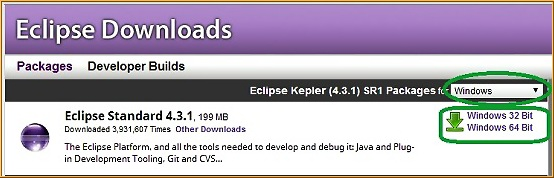 Eclipse Downloads
Packages Developer Builds
Eclipse Kepler (4.3.1) SR1 Packages for Windows
Eclipse Standard 4.3.1, 199 MB
Downloaded 3,931,607 Times Other Downloads
Windows 32 Bit
Windows 64 Bit
The Eclipse Platform, and all the tools needed to develop and debug it: Java and Plug-
in Development Tooling, Git and CVS...